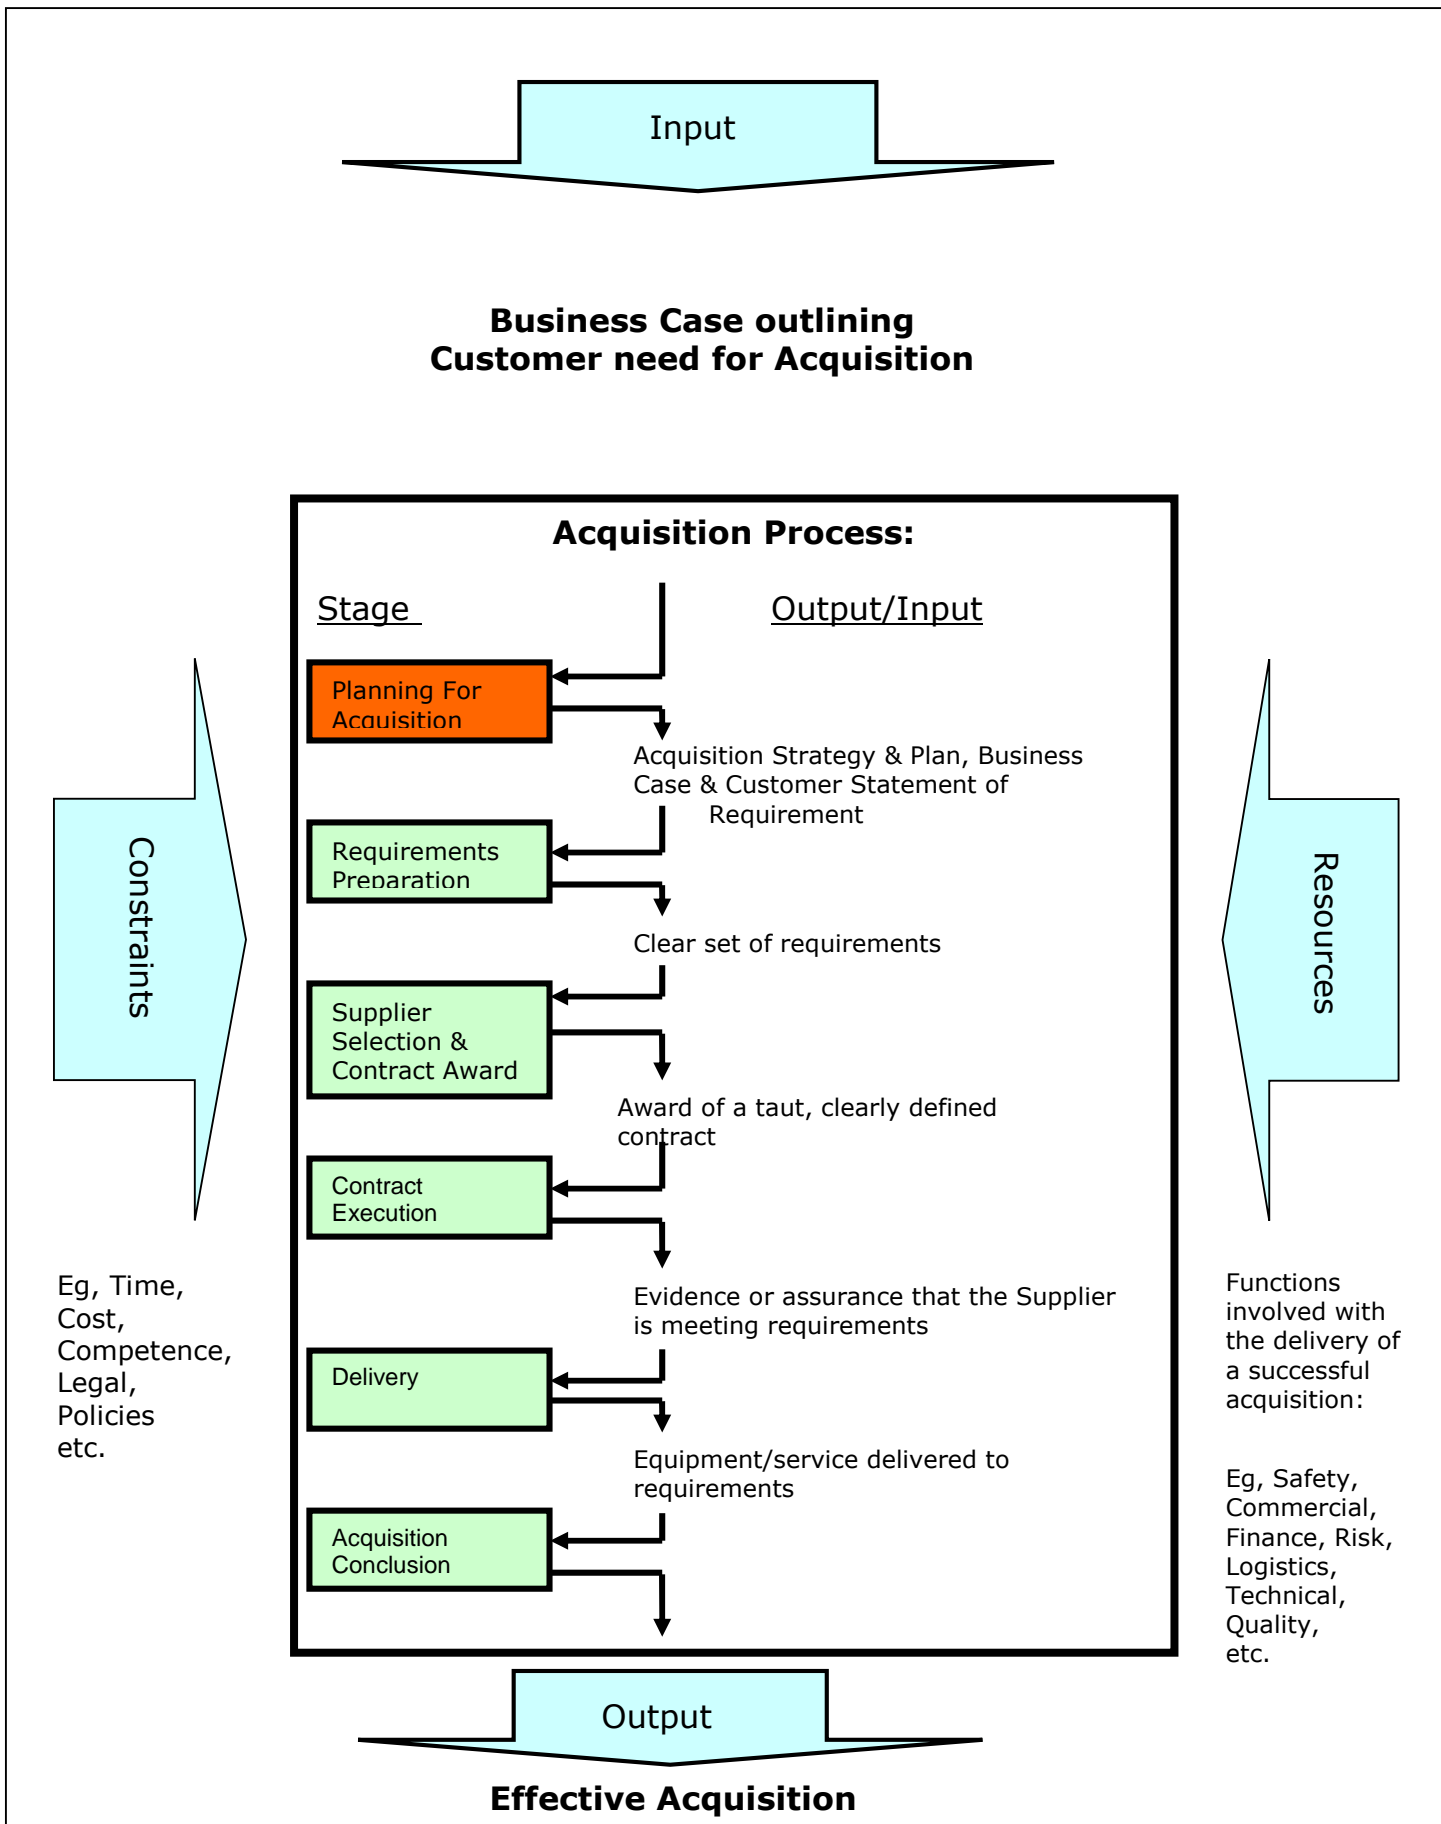 Input
Business Case outlining
Customer need for Acquisition
Acquisition Process:
Stage
Output/Input
Planning For
Acquisition
Acquisition Strategy & Plan, Business
Case & Customer Statement of
Requirement
Requirements
Preparation
Clear set of requirements
Supplier
Selection &
Contract Award
Award of a taut, clearly defined
contract
Contract
Execution
Evidence or assurance that the Supplier
is meeting requirements
Delivery
Equipment/service delivered to
requirements
Acquisition
Conclusion
Constraints
Eg, Time,
Cost,
Competence,
Legal,
Policies
etc.
Resources
Functions
involved with
the delivery of
a successful
acquisition:
Eg, Safety,
Commercial,
Finance, Risk,
Logistics,
Technical,
Quality,
etc.
Output
Effective Acquisition